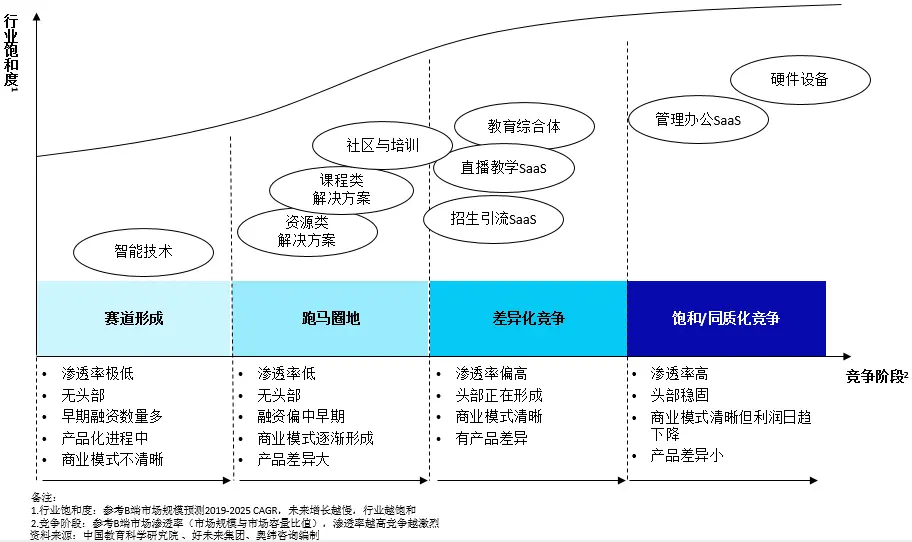 行业饱和度¹
硬件设备
管理办公SaaS
教育综合体
社区与培训
直播教学SaaS
课程类
解决方案
招生引流SaaS
资源类
解决方案
智能技术
赛道形成
跑马圈地
差异化竞争
饱和/同质化竞争
竞争阶段²
• 渗透率极低
• 无头部
• 早期融资数量多
• 产品化进程中
• 商业模式不清晰
• 渗透率低
• 无头部
• 融资偏中早期
• 商业模式逐渐形成
• 产品差异大
• 渗透率偏高
• 头部正在形成
• 商业模式清晰
• 有产品差异
• 渗透率高
• 头部稳固
• 商业模式清晰但利润日趋
下降
• 产品差异小
备注：
1.行业饱和度：参考B端市场规模预测2019-2025 CAGR，未来增长越慢，行业越饱和
2.竞争阶段：参考B端市场渗透率（市场规模与市场容量比值），渗透率越高竞争越激烈
资料来源：中国教育科学研究院、好未来集团、奥纬咨询编制